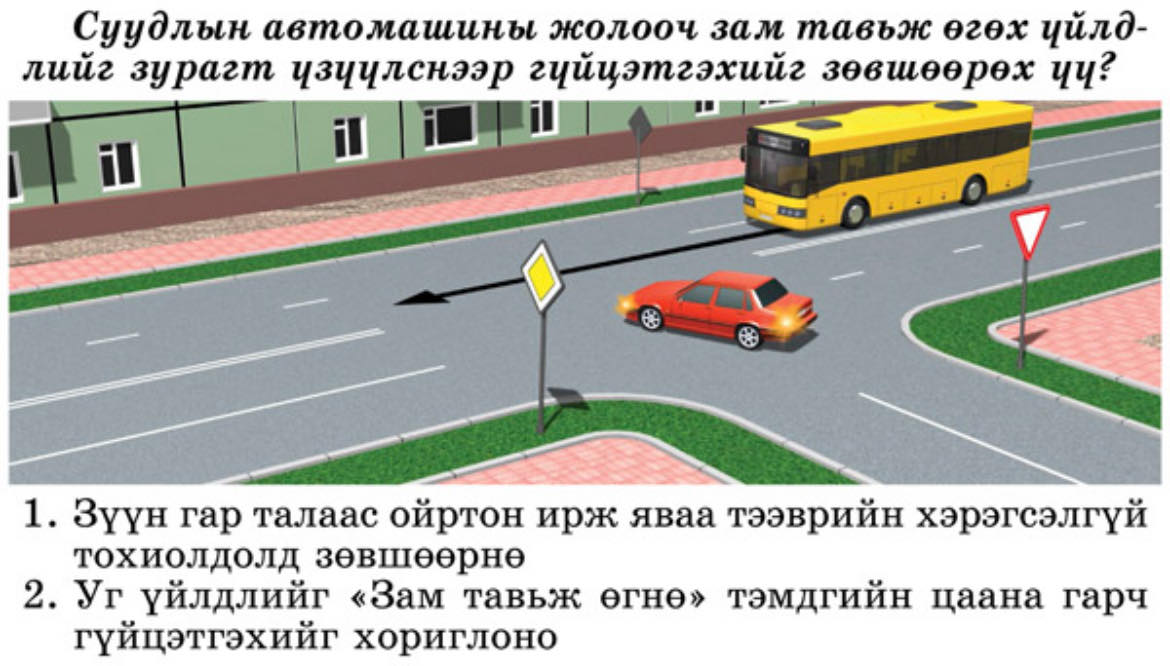 Суудлын автомашины жолооч зам тавьж өгөх үйлд-
лийг зурагт үзүүлснээр гүйцэтгэхийг зөвшөөрөх үү?
1. Зүүн гар талаас ойртон ирж яваа тээврийн хэрэгсэлгүй
тохиолдолд зөвшөөрнө
2. Уг үйлдлийг «Зам тавьж өгнө» тэмдгийн цаана гарч
гүйцэтгэхийг хориглоно